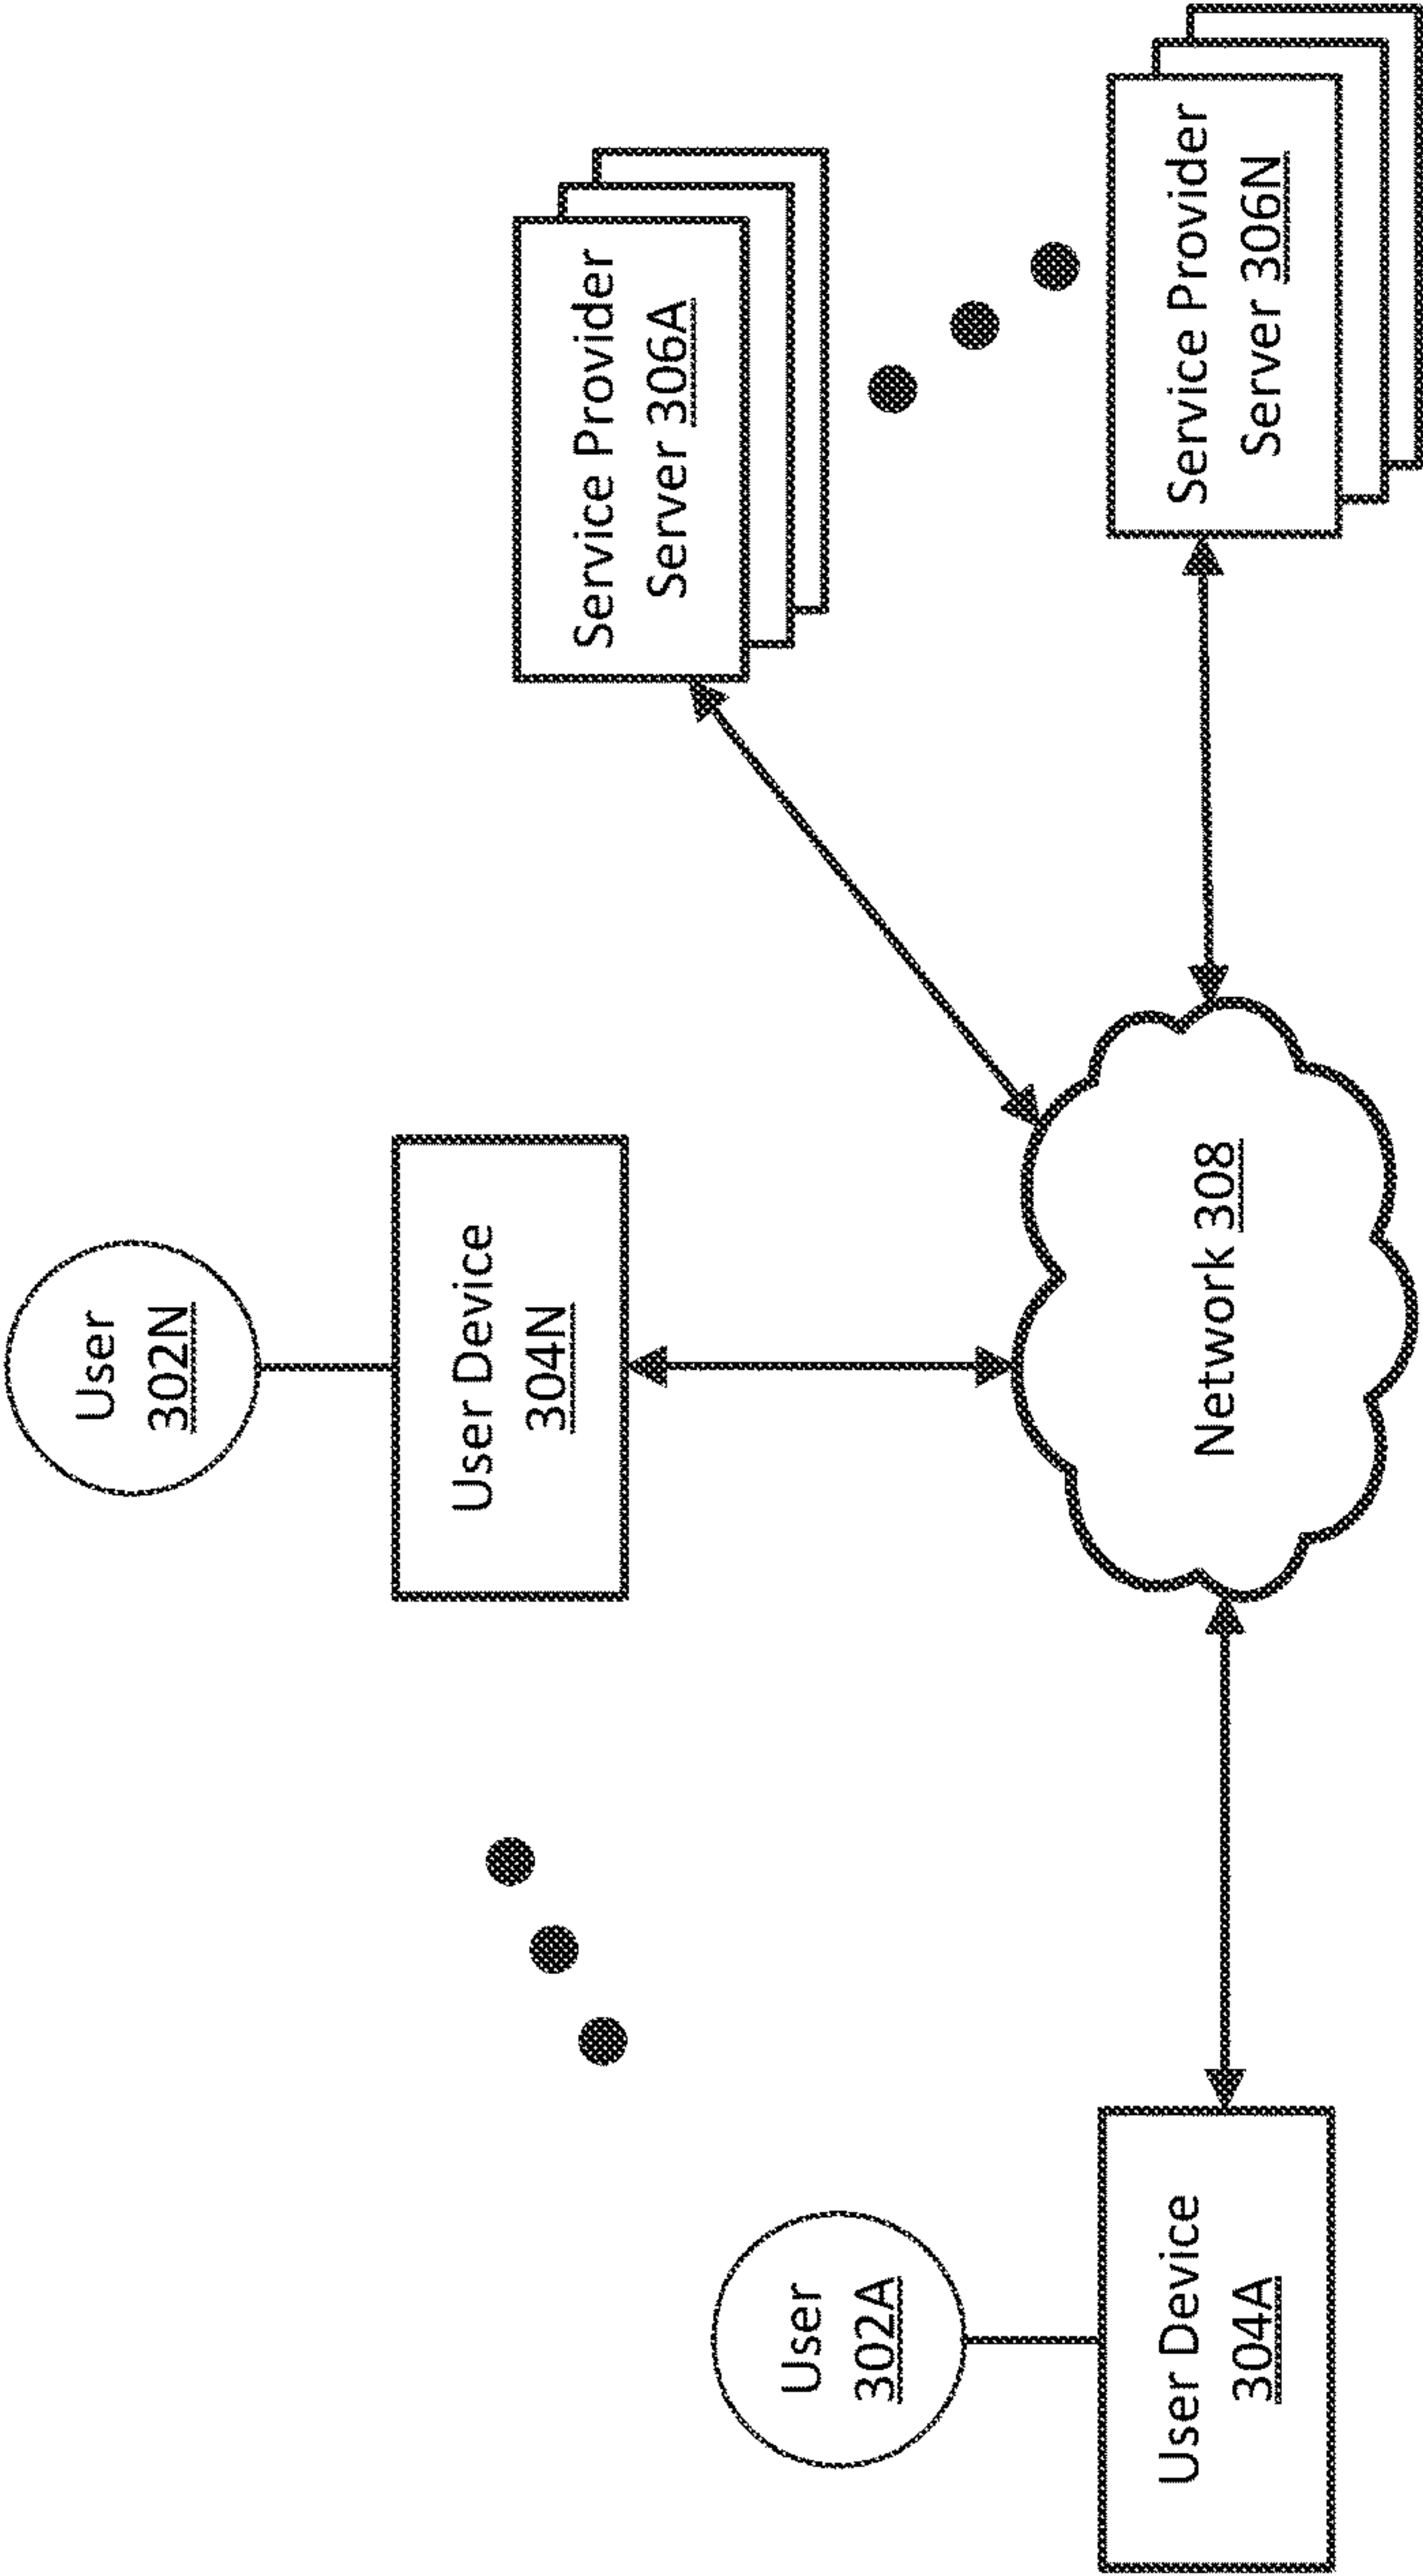 User
302N
User Device
304N
Service Provider
Server 306A
User
302A
User Device
304A
Network 308
Service Provider
Server 306N